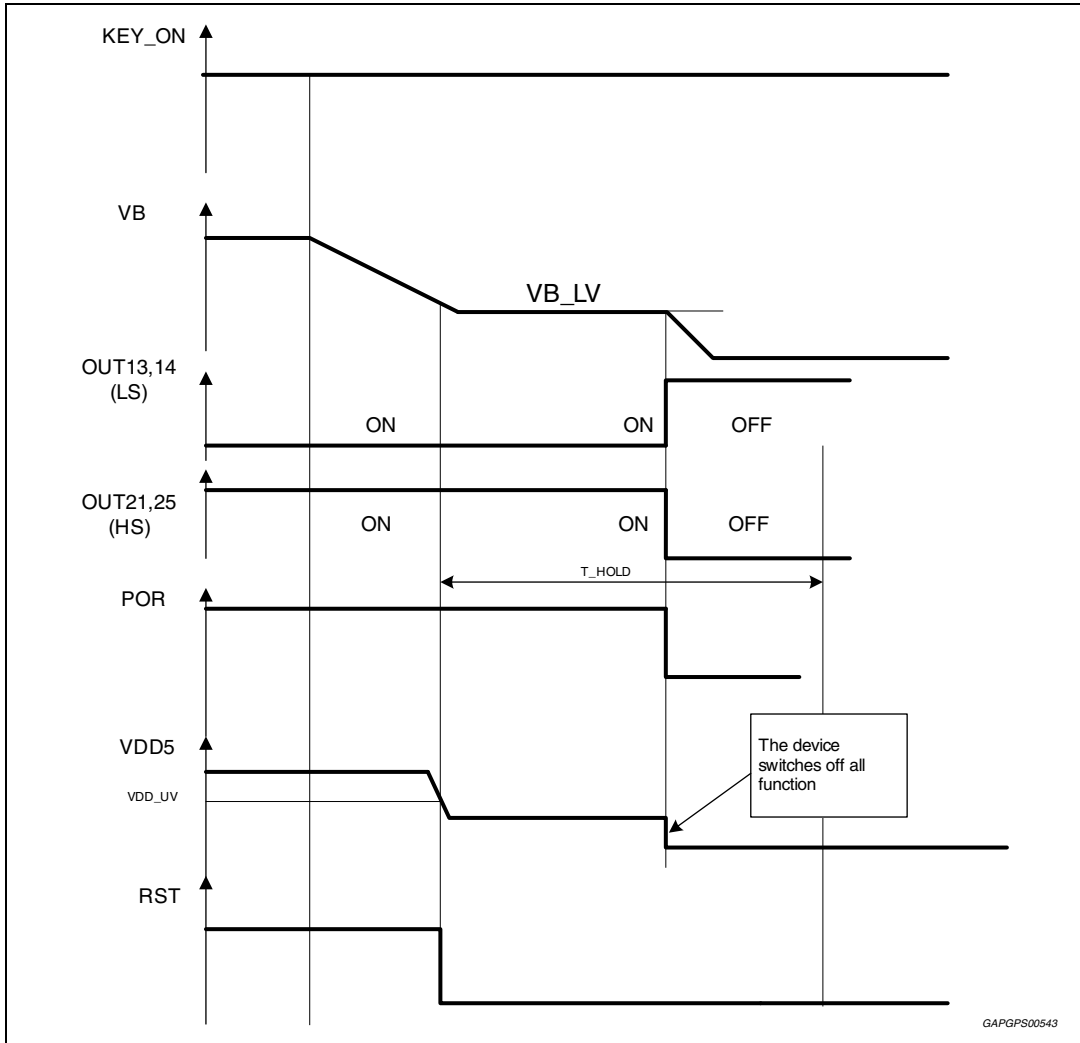 KEY_ON
VB
VB_LV
OUT13,14
(LS)
ON
ON
OFF
OUT21,25
(HS)
ON
ON
OFF
T_HOLD
POR
The device
switches off all
function
VDD5
VDD_UV
RST
GAPGPS00543